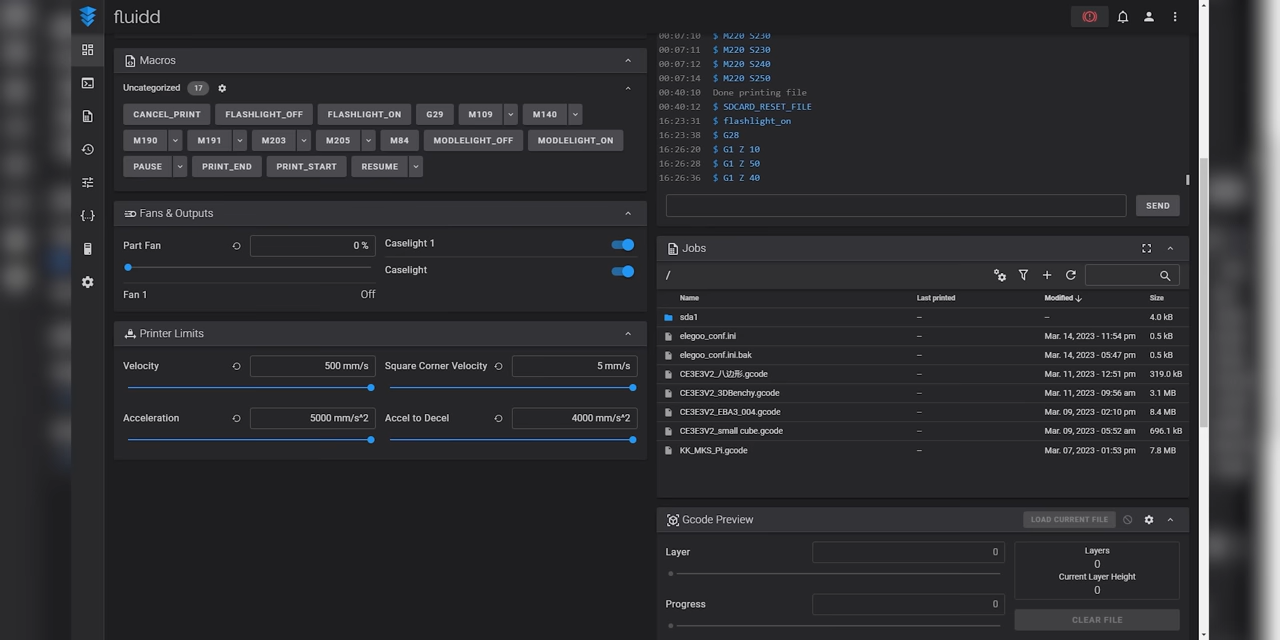 fluidd
Macros
Uncategorized 17
CANCEL_PRINT FLASHLIGHT_OFF FLASHLIGHT_ON G29 M109 M140
M190 M191 M203 M205 M84 MODLELIGHT_OFF MODLELIGHT_ON
PAUSE PRINT_END PRINT_START RESUME
Fans & Outputs
Part Fan 0 % Caselight 1
Caselight
Fan 1 Off
Printer Limits
Velocity 500 mm/s Square Corner Velocity 5 mm/s
Acceleration 5000 mm/s^2 Accel to Decel 4000 mm/s^2
00:07:10 $ M220 S230
00:07:11 $ M220 S230
00:07:12 $ M220 S240
00:07:14 $ M220 S250
00:40:10 Done printing file
00:40:12 $ SDCARD_RESET_FILE
16:23:31 $ flashlight_on
16:23:38 $ G28
16:26:20 $ G1 Z 10
16:26:28 $ G1 Z 50
16:26:36 $ G1 Z 40
SEND
Jobs
/
Name Last printed Modified Size
sda1 -- -- 4.0 kB
elegoo_conf.ini -- Mar. 14, 2023 - 11:54 pm 0.5 kB
elegoo_conf.ini.bak -- Mar. 14, 2023 - 05:47 pm 0.5 kB
CE3E3V2_八边形.gcode -- Mar. 11, 2023 - 12:51 pm 319.0 kB
CE3E3V2_3DBenchy.gcode -- Mar. 11, 2023 - 09:56 am 3.1 MB
CE3E3V2_EBA3_004.gcode -- Mar. 09, 2023 - 02:10 pm 8.4 MB
CE3E3V2_small cube.gcode -- Mar. 09, 2023 - 05:52 am 696.1 kB
KK_MKS_Pi.gcode -- Mar. 07, 2023 - 01:53 pm 7.8 MB
Gcode Preview LOAD CURRENT FILE
Layer 0
Progress 0
Layers
0
Current Layer Height
0
CLEAR FILE